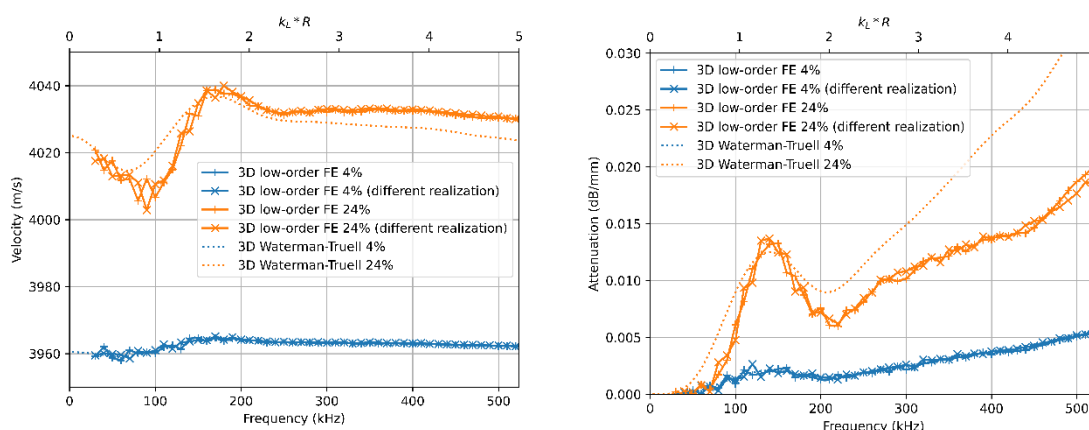 k_L * R
0 1 2 3 4 5
4040
4020
4000
3980
3960
Velocity (m/s)
3D low-order FE 4%
3D low-order FE 4% (different realization)
3D low-order FE 24%
3D low-order FE 24% (different realization)
3D Waterman-Truell 4%
3D Waterman-Truell 24%
0 100 200 300 400 500
Frequency (kHz)
k_L * R
0 1 2 3 4
0.030
0.025
0.020
0.015
0.010
0.005
0.000
Attenuation (dB/mm)
3D low-order FE 4%
3D low-order FE 4% (different realization)
3D low-order FE 24%
3D low-order FE 24% (different realization)
3D Waterman-Truell 4%
3D Waterman-Truell 24%
0 100 200 300 400 500
Frequency (kHz)